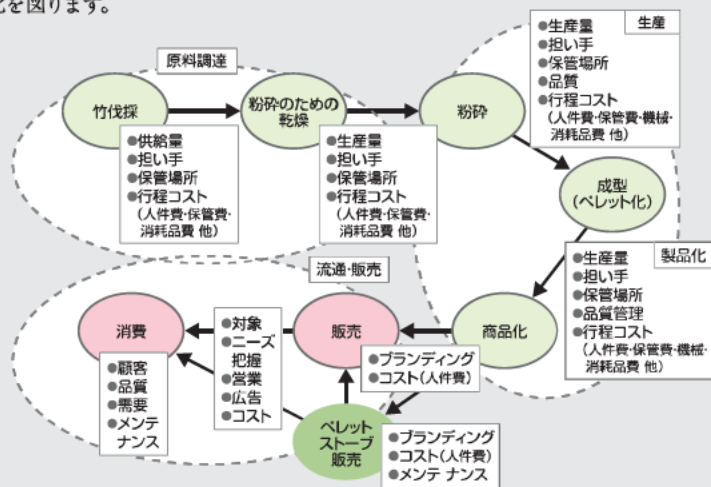 化を図ります。
原料調達
竹伐採
粉砕のための
乾燥
粉砕
●供給量
●担い手
●保管場所
●行程コスト
(人件費・保管費・
消耗品費 他)
●生産量
●担い手
●保管場所
●行程コスト
(人件費・保管費・
消耗品費 他)
生産
●生産量
●担い手
●保管場所
●品質
●行程コスト
(人件費・保管費・機械・
消耗品費 他)
成型
(ペレット化)
製品化
●生産量
●担い手
●保管場所
●品質管理
●行程コスト
(人件費・保管費・機械・
消耗品費 他)
流通・販売
消費
販売
商品化
●顧客
●品質
●需要
●メンテ
ナンス
●対象
●ニーズ
把握
●営業
●広告
●コスト
●ブランディング
●コスト(人件費)
ペレット
ストーブ
販売
●ブランディング
●コスト(人件費)
●メンテ ナンス